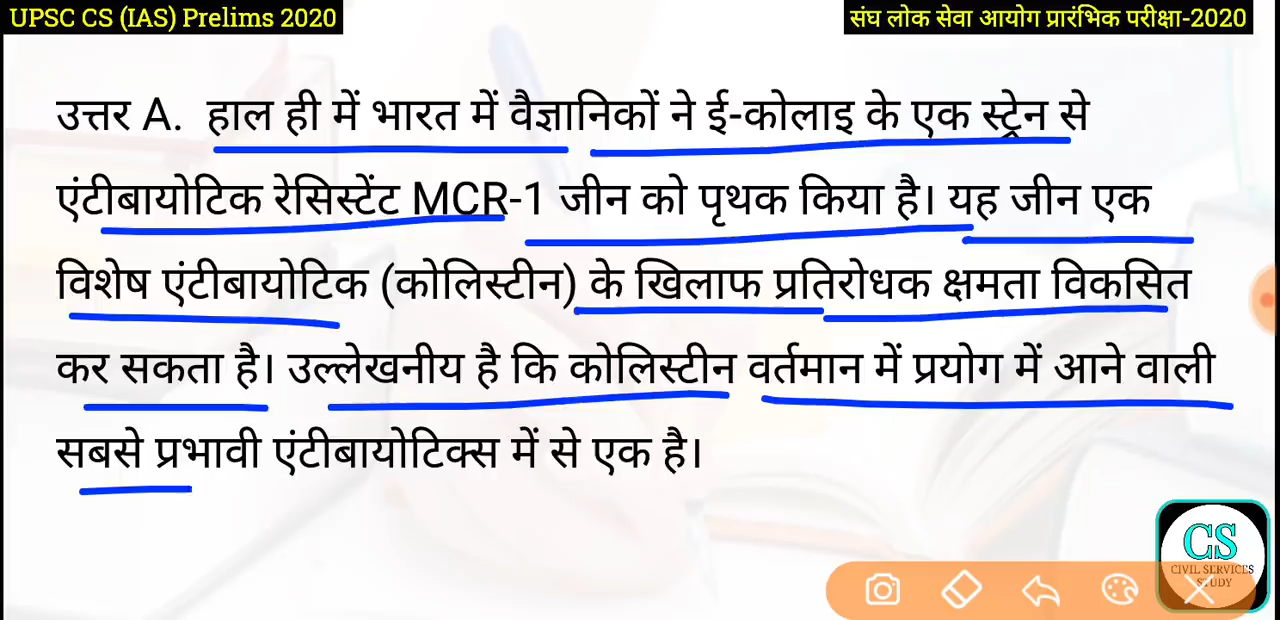 UPSC CS (IAS) Prelims 2020
संघ लोक सेवा आयोग प्रारंभिक परीक्षा-2020
उत्तर A. हाल ही में भारत में वैज्ञानिकों ने ई-कोलाइ के एक स्ट्रेन से
एंटीबायोटिक रेसिस्टेंट MCR-1 जीन को पृथक किया है। यह जीन एक
विशेष एंटीबायोटिक (कोलिस्टीन) के खिलाफ प्रतिरोधक क्षमता विकसित
कर सकता है। उल्लेखनीय है कि कोलिस्टीन वर्तमान में प्रयोग में आने वाली
सबसे प्रभावी एंटीबायोटिक्स में से एक है।
CS
CIVIL SERVICES
STUDY